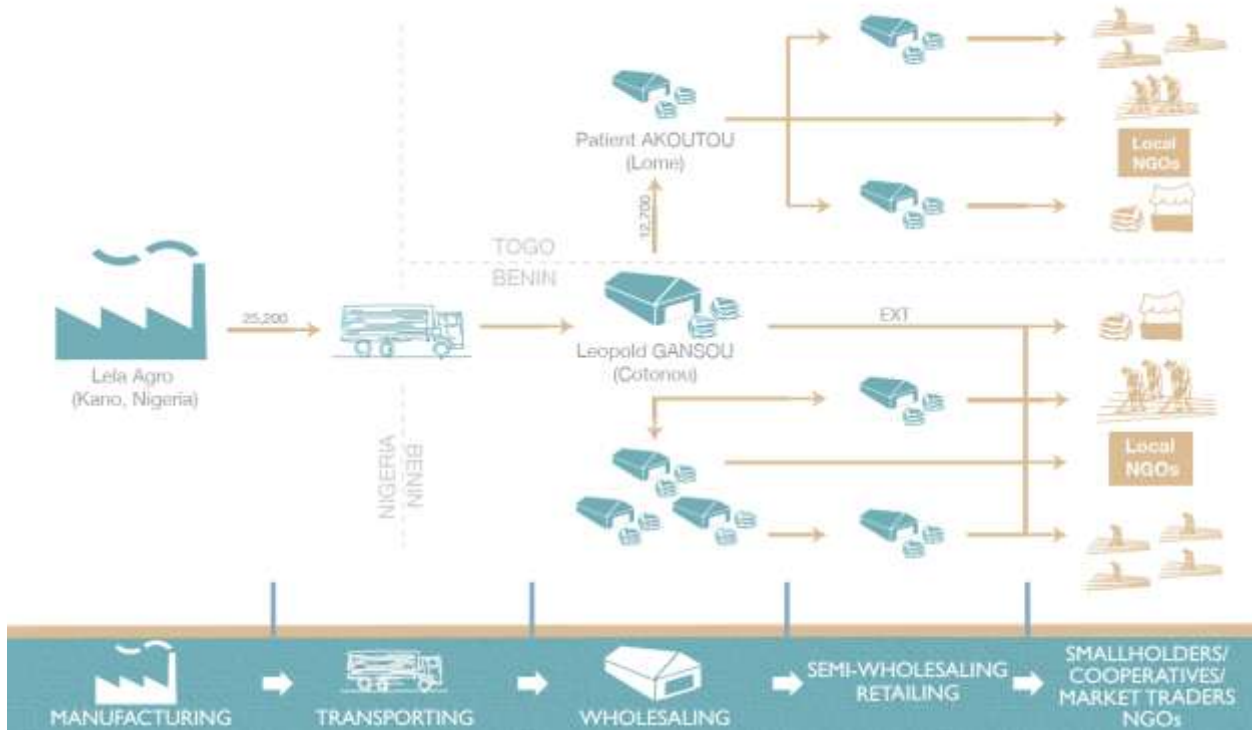 Patient AKOUTOU
(Lome)
Local
NGOs
12,700
TOGO
BENIN
25,200
EXT
Lela Agro
(Kano, Nigeria)
Leopold GANSOU
(Cotonou)
NIGERIA
BENIN
Local
NGOs
MANUFACTURING
TRANSPORTING
WHOLESALING
SEMI-WHOLESALING
RETAILING
SMALLHOLDERS/
COOPERATIVES/
MARKET TRADERS
NGOs